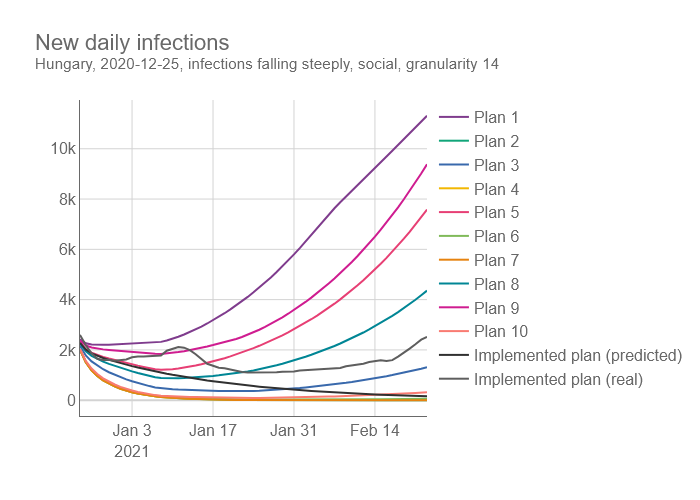 New daily infections
Hungary, 2020-12-25, infections falling steeply, social, granularity 14
10k
8k
6k
4k
2k
0
Jan 3
2021
Jan 17
Jan 31
Feb 14
Plan 1
Plan 2
Plan 3
Plan 4
Plan 5
Plan 6
Plan 7
Plan 8
Plan 9
Plan 10
Implemented plan (predicted)
Implemented plan (real)